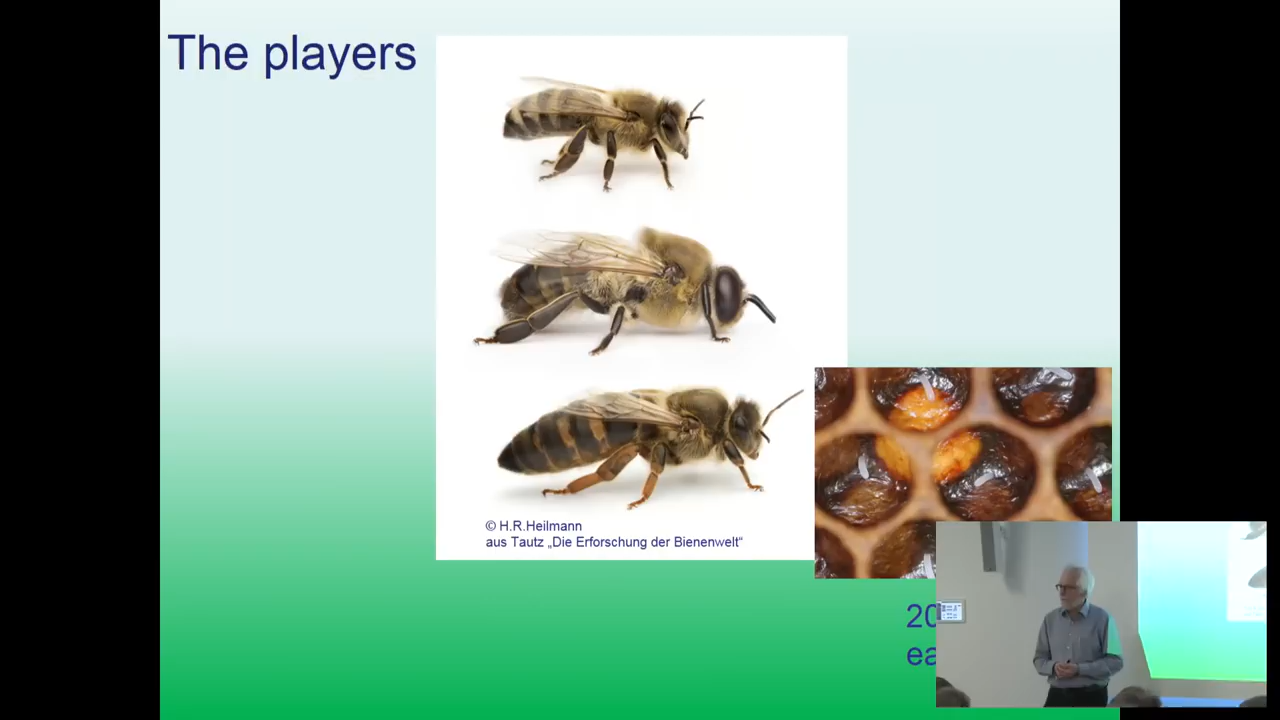 The players
© H.R.Heilmann
aus Tautz „Die Erforschung der Bienenwelt“